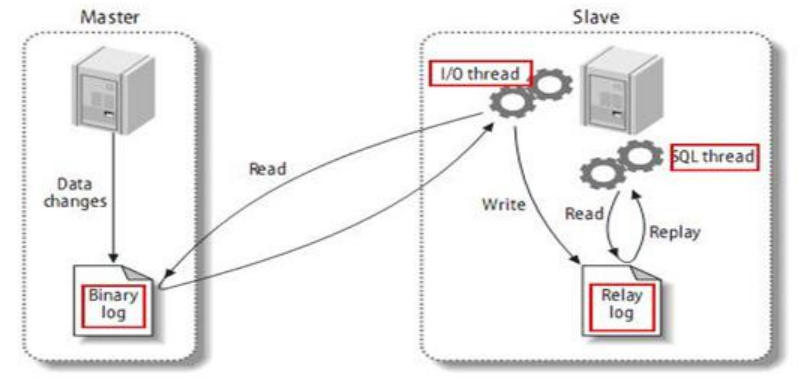 Master
Slave
I/O thread
SQL thread
Read
Data
changes
Write
Read
Replay
Binary
log
Relay
log